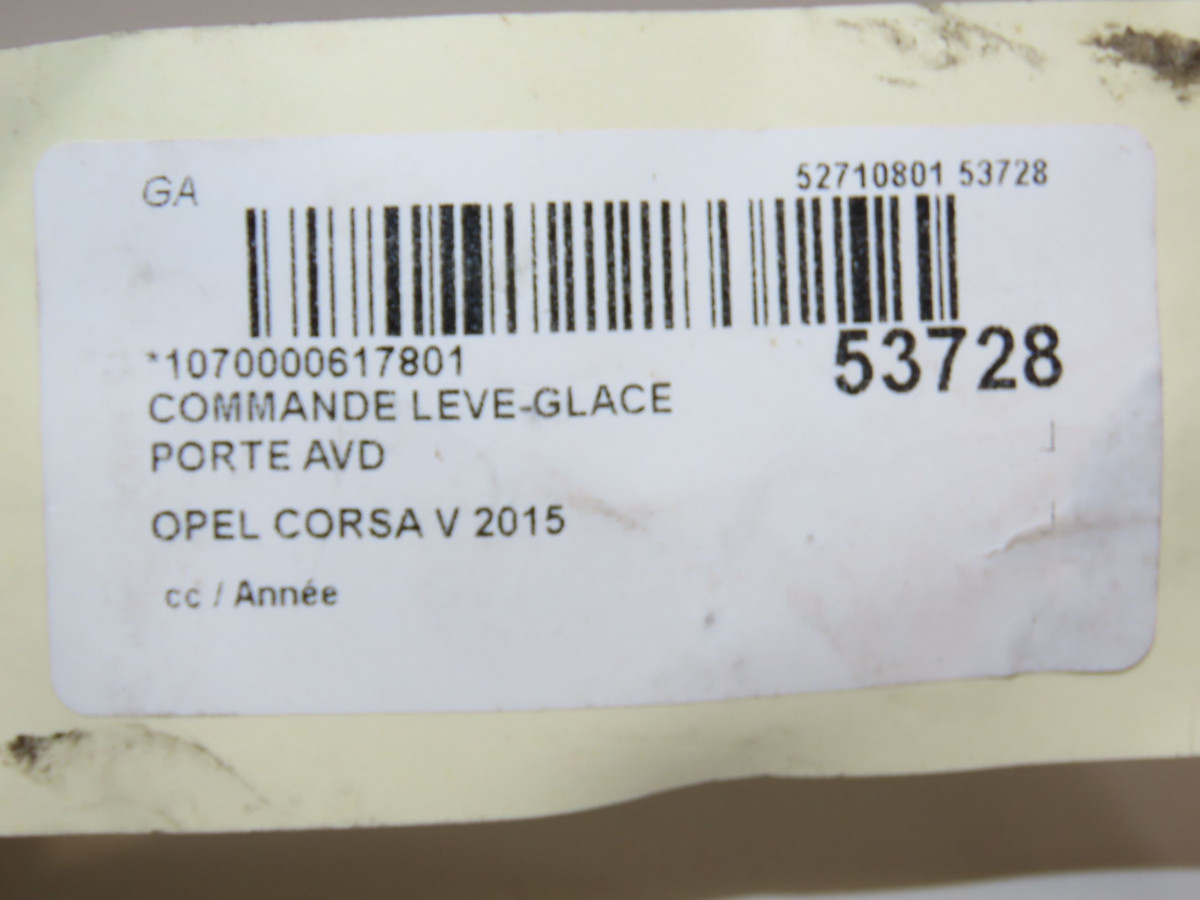 GA
52710801 53728
*1070000617801
53728
COMMANDE LEVE-GLACE
PORTE AVD
OPEL CORSA V 2015
cc / Année